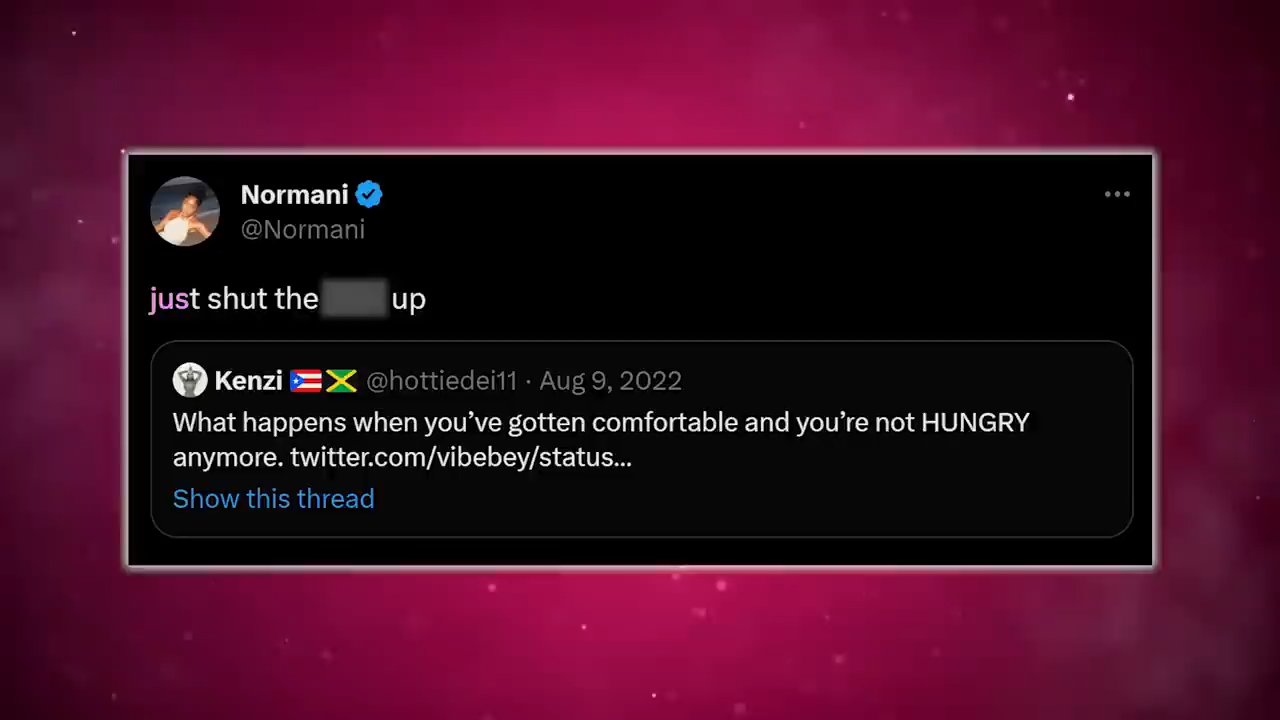 Normani
@Normani
just shut the up
Kenzi @hottiedei11 · Aug 9, 2022
What happens when you’ve gotten comfortable and you’re not HUNGRY
anymore. twitter.com/vibebey/status...
Show this thread